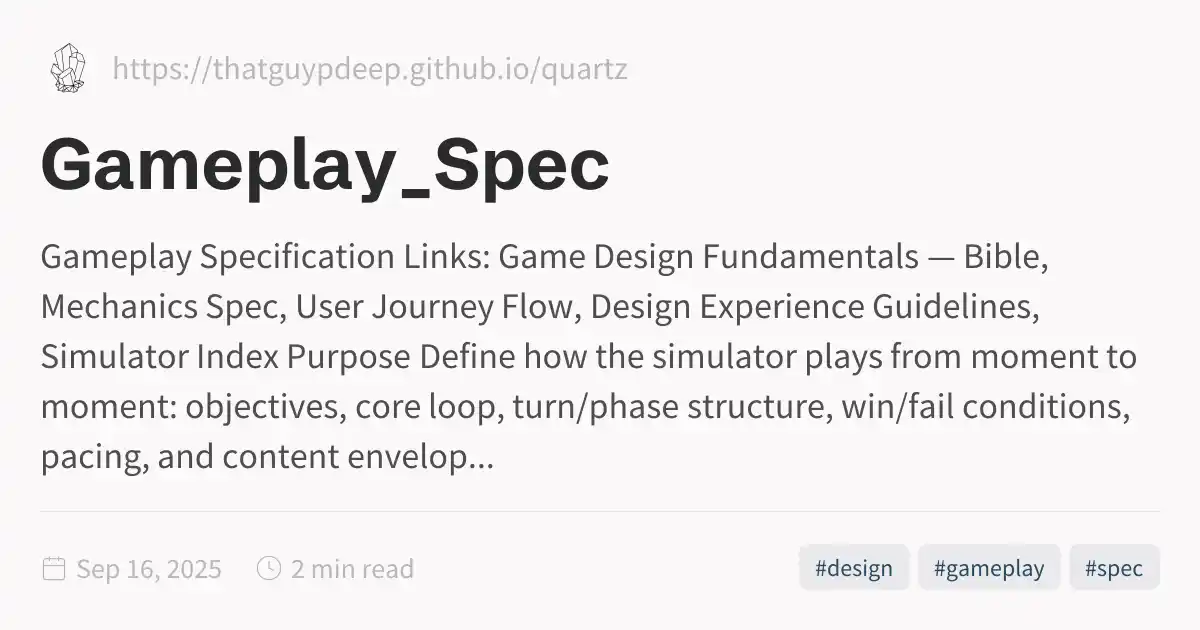 https://thatguypdeep.github.io/quartz
Gameplay_Spec
Gameplay Specification Links: Game Design Fundamentals — Bible,
Mechanics Spec, User Journey Flow, Design Experience Guidelines,
Simulator Index Purpose Define how the simulator plays from moment to
moment: objectives, core loop, turn/phase structure, win/fail conditions,
pacing, and content envelop...
Sep 16, 2025 2 min read #design #gameplay #spec